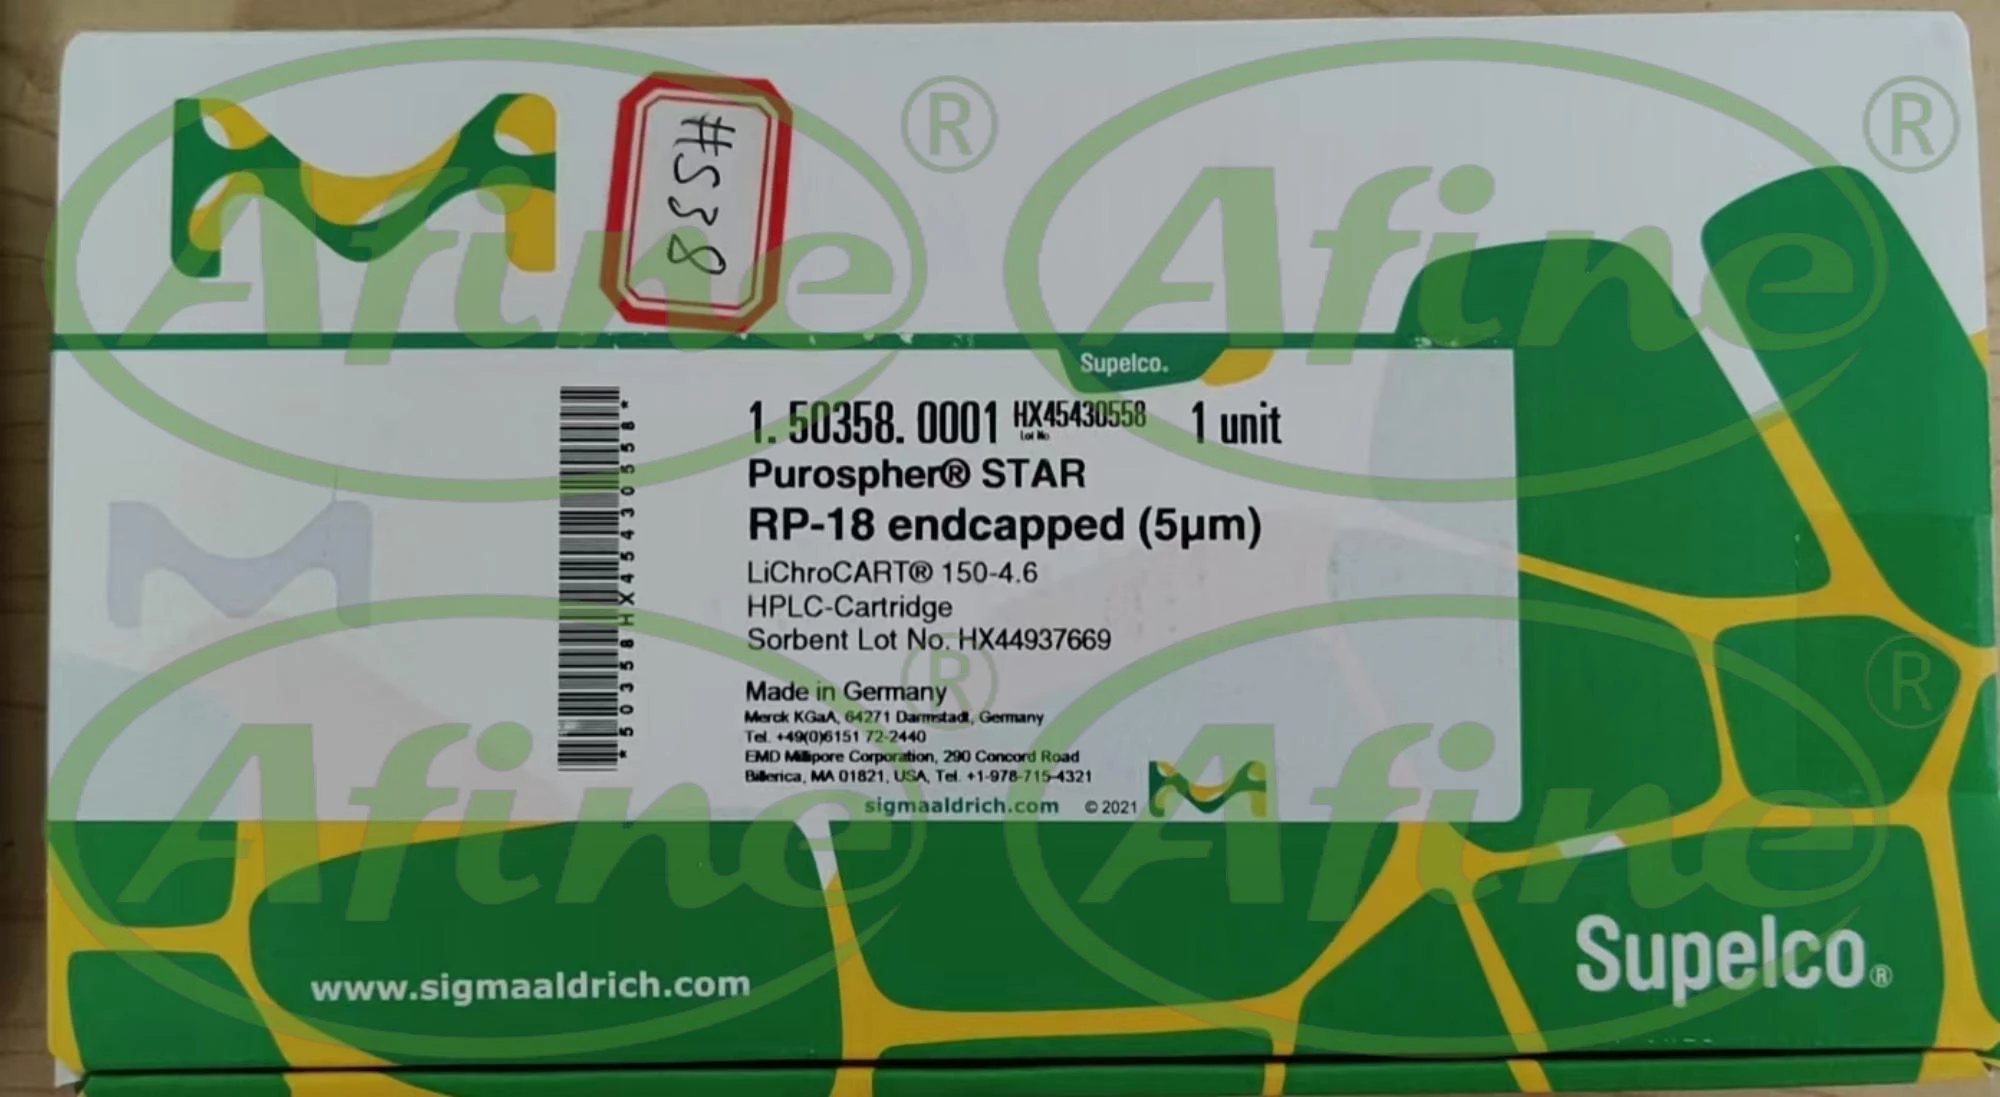 Afine®
Afine®
#538
Supelco.
1. 50358. 0001 HX45430558 1 unit
Lot No
Purospher® STAR
RP-18 endcapped (5µm)
LiChroCART® 150-4.6
HPLC-Cartridge
Sorbent Lot No. HX44937669
*50358HX45430558*
Made in Germany
Merck KGaA, 64271 Darmstadt, Germany
Tel. +49(0)6151 72-2440
EMD Millipore Corporation, 290 Concord Road
Billerica, MA 01821, USA, Tel. +1-978-715-4321
sigmaaldrich.com © 2021
Afine®
Afine®
www.sigmaaldrich.com
Supelco®